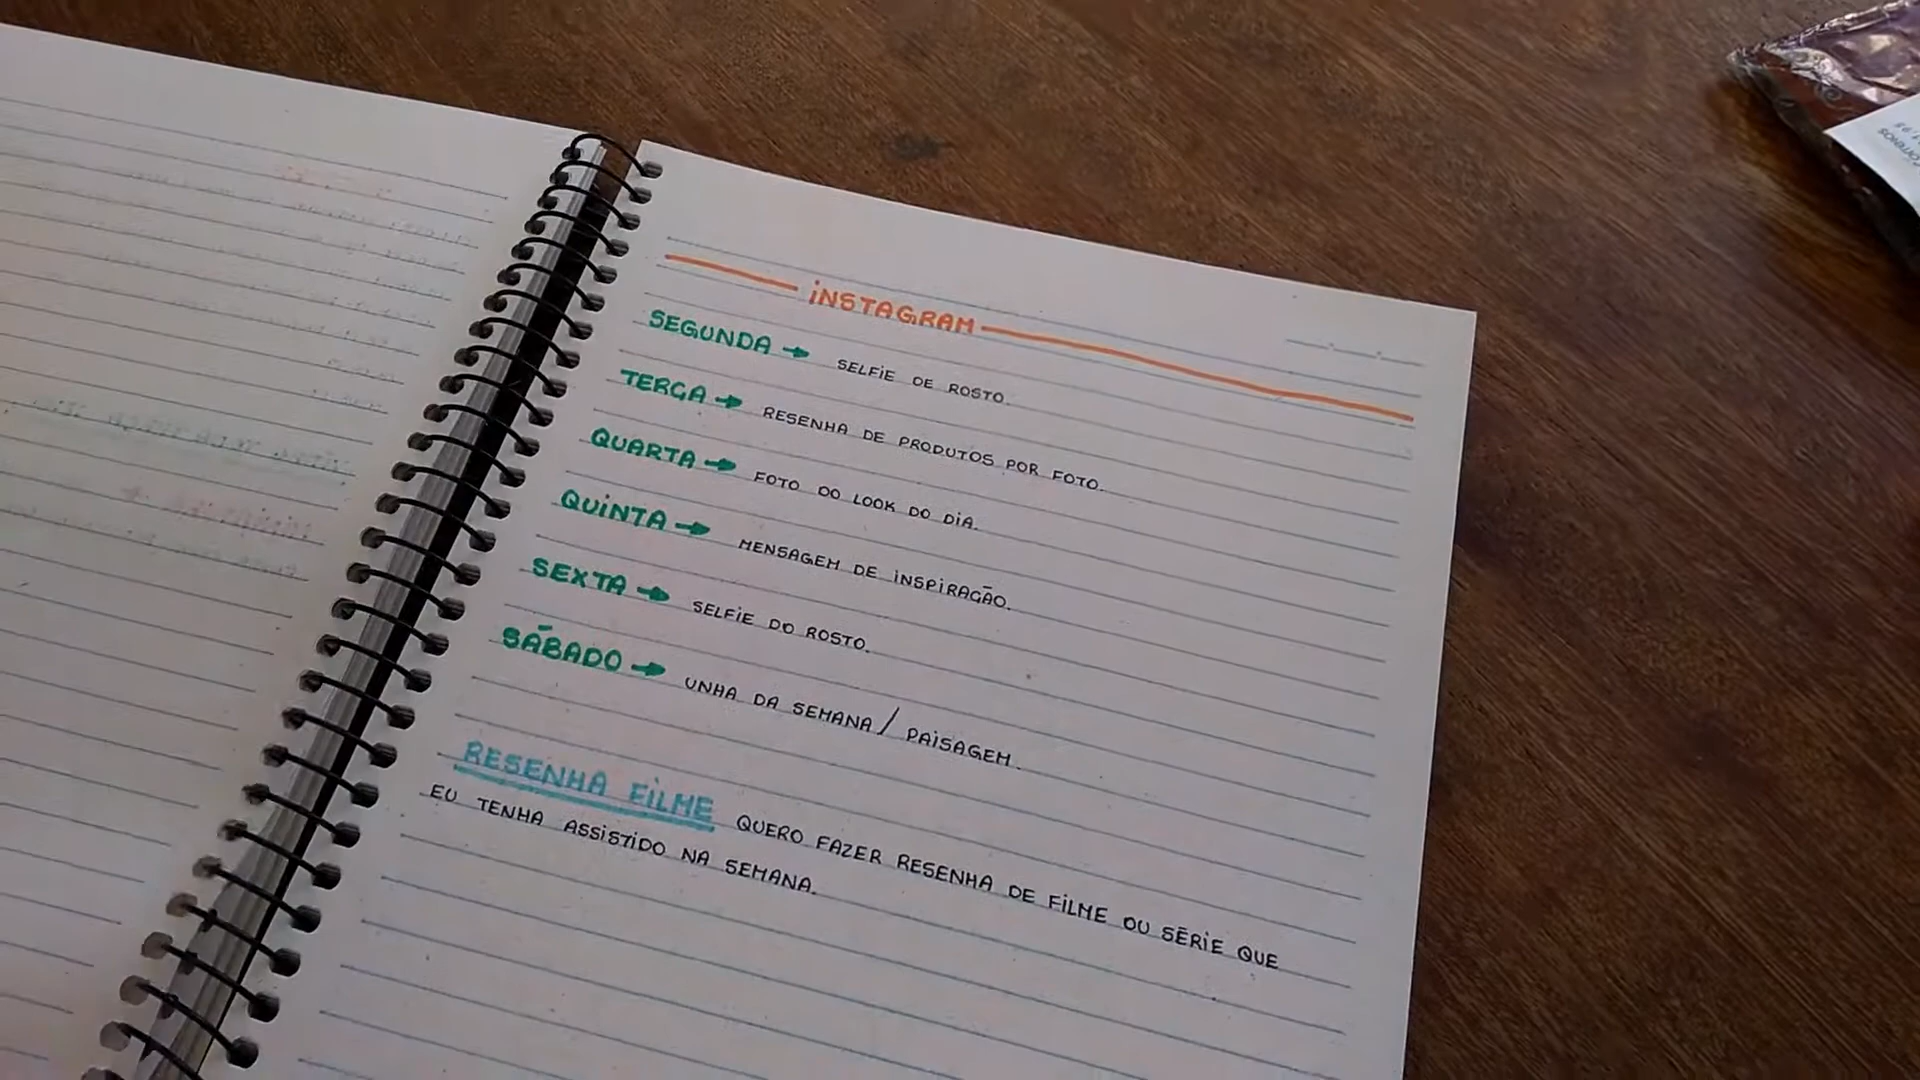 INSTAGRAM
SEGUNDA → SELFIE DE ROSTO.
TERÇA → RESENHA DE PRODUTOS POR FOTO.
QUARTA → FOTO DO LOOK DO DIA.
QUINTA → MENSAGEM DE INSPIRAÇÃO.
SEXTA → SELFIE DO ROSTO.
SÁBADO → UNHA DA SEMANA / PAISAGEM.
RESENHA FILME QUERO FAZER RESENHA DE FILME OU SÉRIE QUE
EU TENHA ASSISTIDO NA SEMANA.